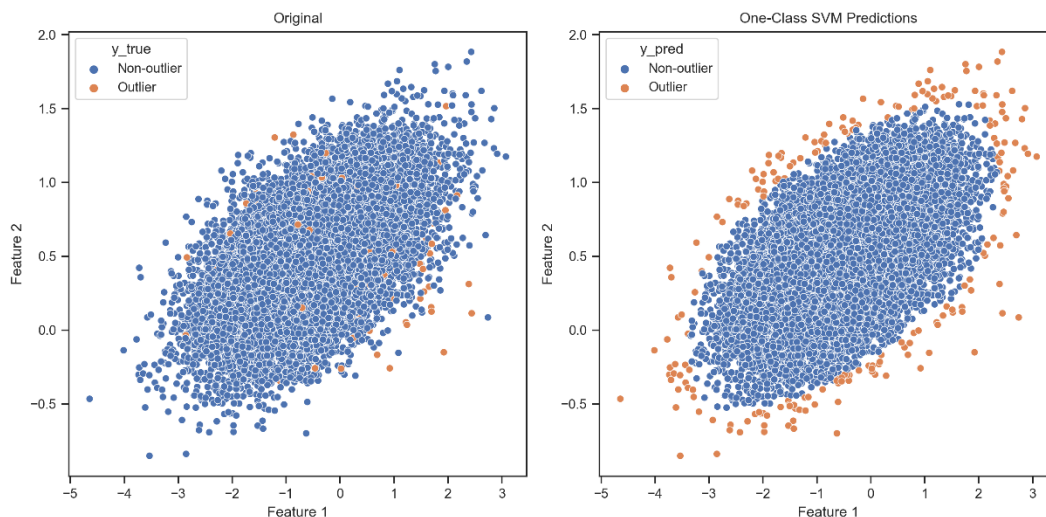 Original
y_true
Non-outlier
Outlier
2.0
1.5
1.0
0.5
0.0
−0.5
Feature 2
−5 −4 −3 −2 −1 0 1 2 3
Feature 1
One-Class SVM Predictions
y_pred
Non-outlier
Outlier
2.0
1.5
1.0
0.5
0.0
−0.5
Feature 2
−5 −4 −3 −2 −1 0 1 2 3
Feature 1